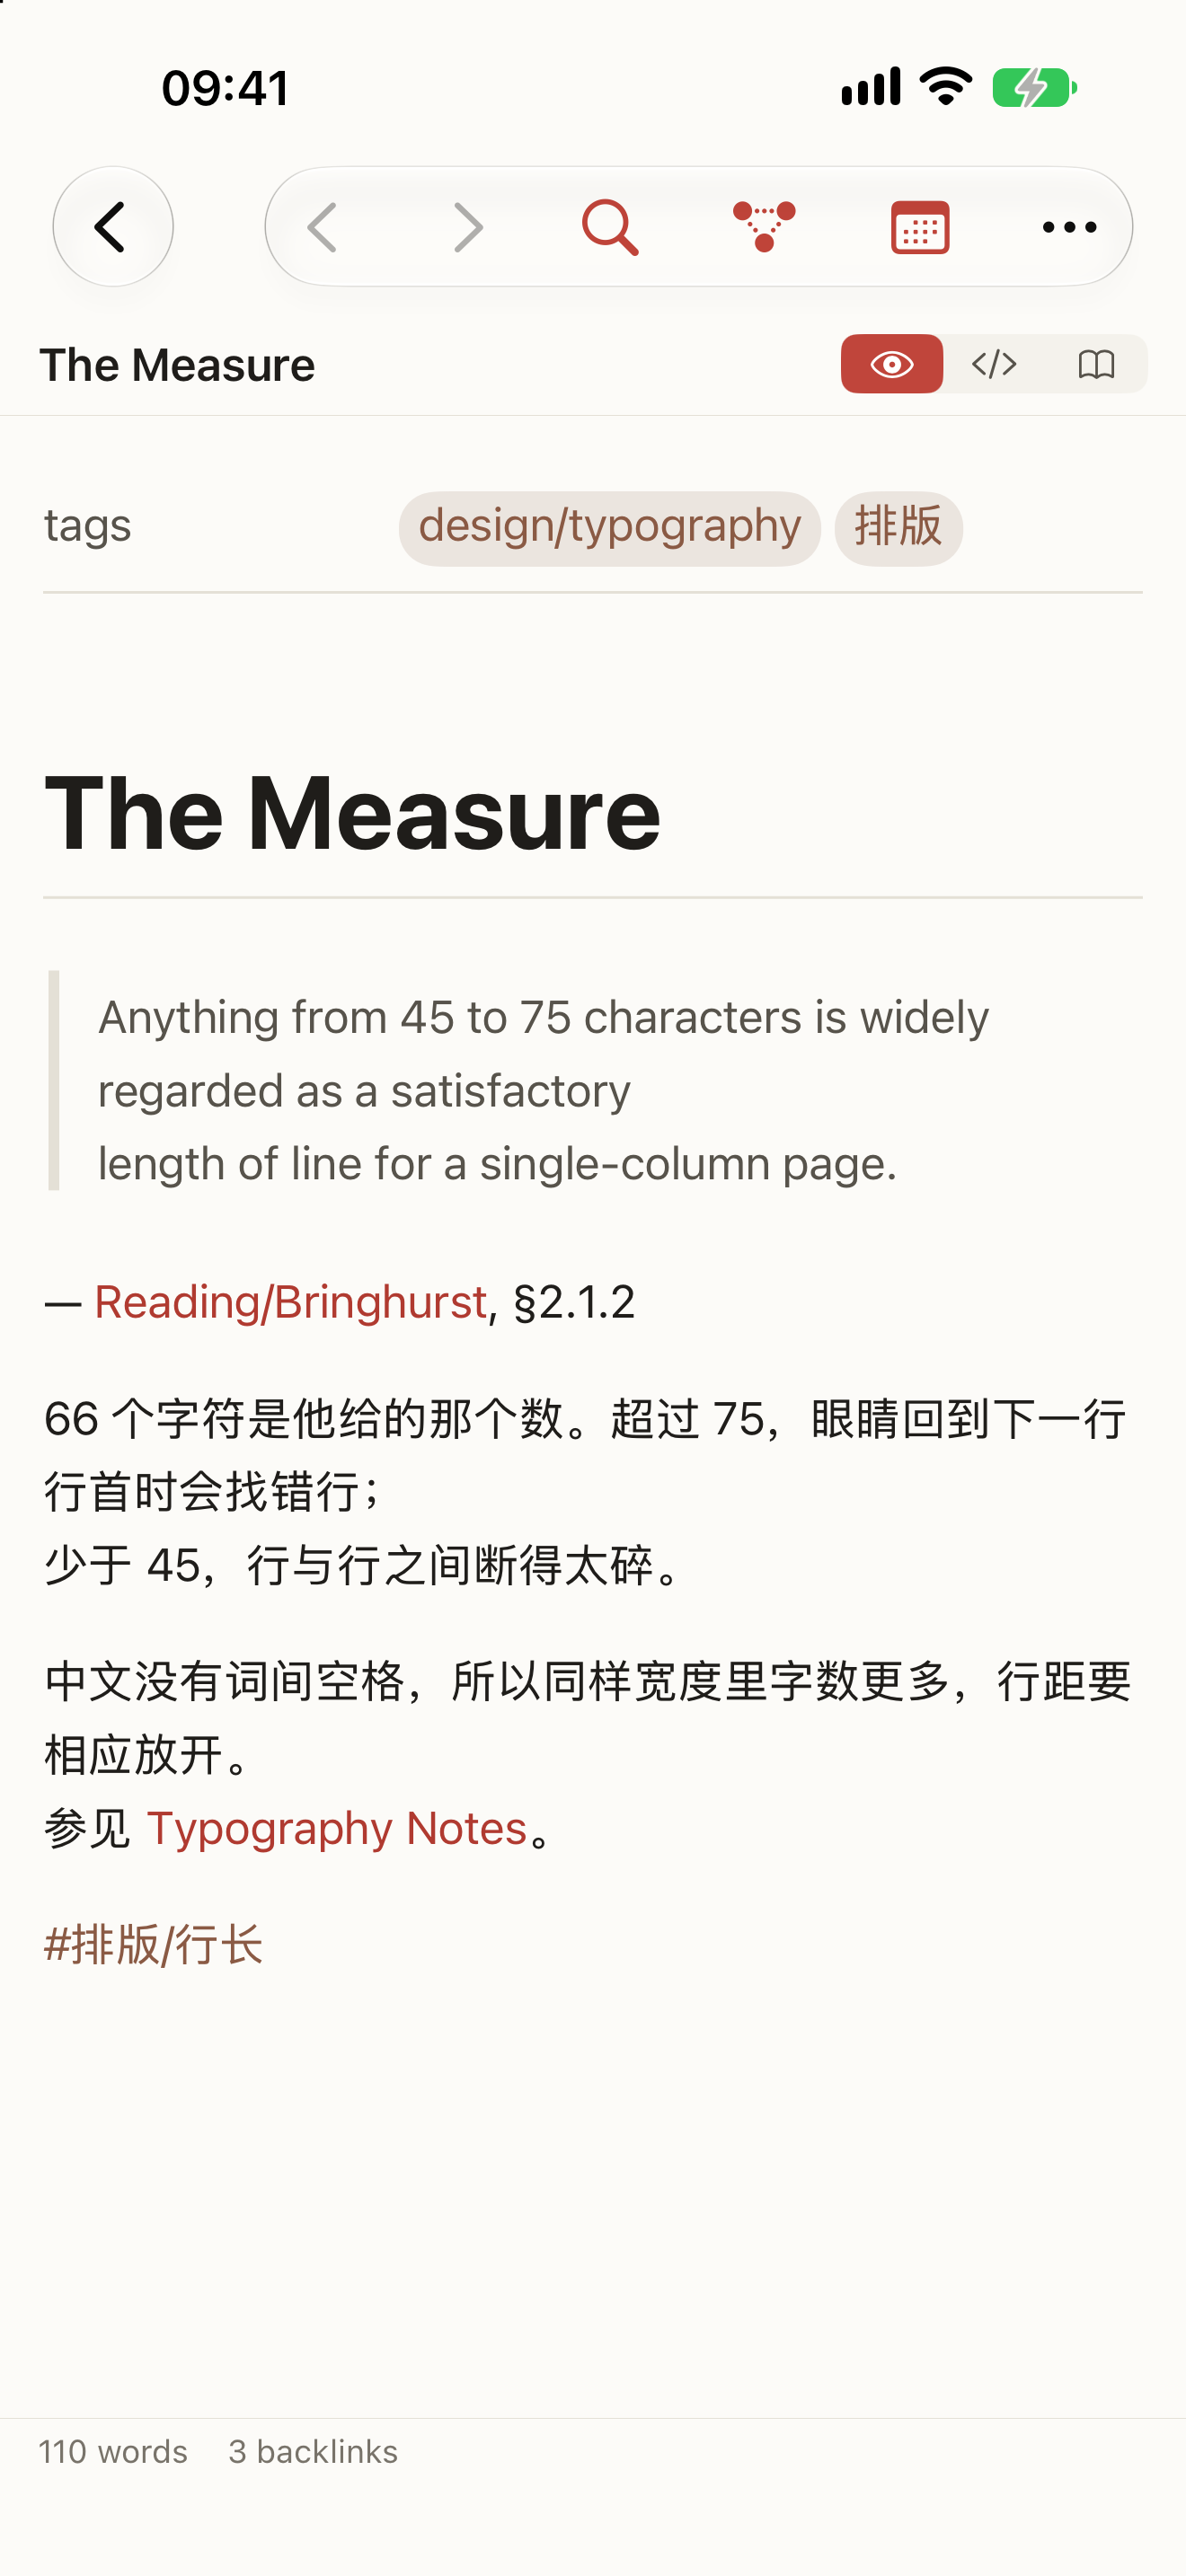 09:41
The Measure
</>
tags design/typography 排版
The Measure
Anything from 45 to 75 characters is widely
regarded as a satisfactory
length of line for a single-column page.
— Reading/Bringhurst, §2.1.2
66 个字符是他给的那个数。超过 75，眼睛回到下一行
行首时会找错行；
少于 45，行与行之间断得太碎。
中文没有词间空格，所以同样宽度里字数更多，行距要
相应放开。
参见 Typography Notes。
#排版/行长
110 words 3 backlinks